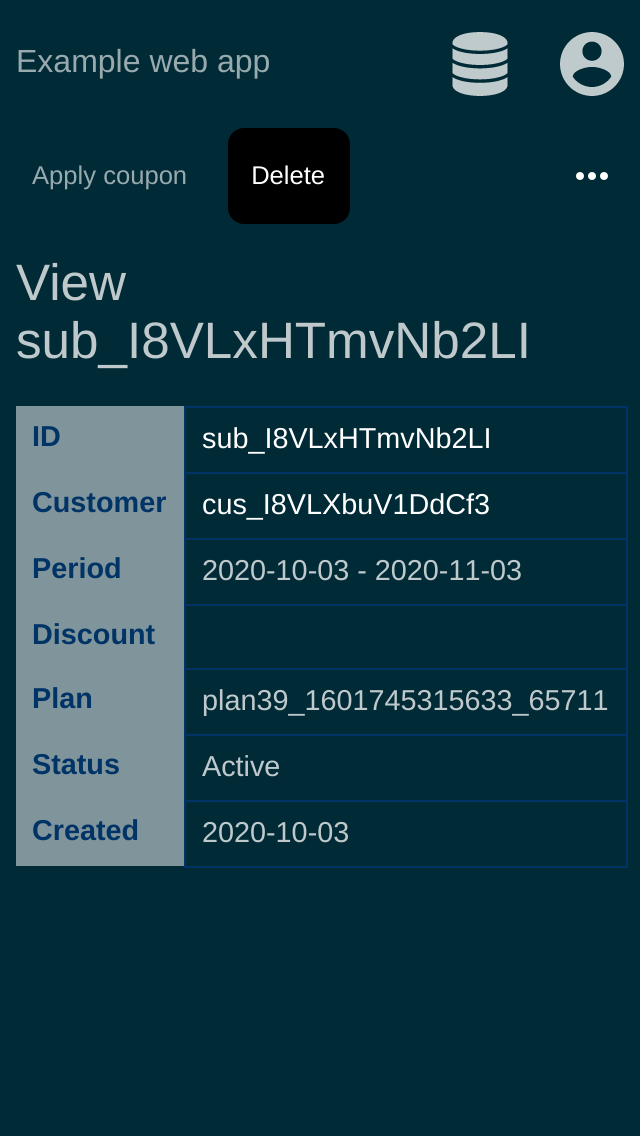 Example web app
Apply coupon Delete
View
sub_I8VLxHTmvNb2LI
ID sub_I8VLxHTmvNb2LI
Customer cus_I8VLXbuV1DdCf3
Period 2020-10-03 - 2020-11-03
Discount
Plan plan39_1601745315633_65711
Status Active
Created 2020-10-03